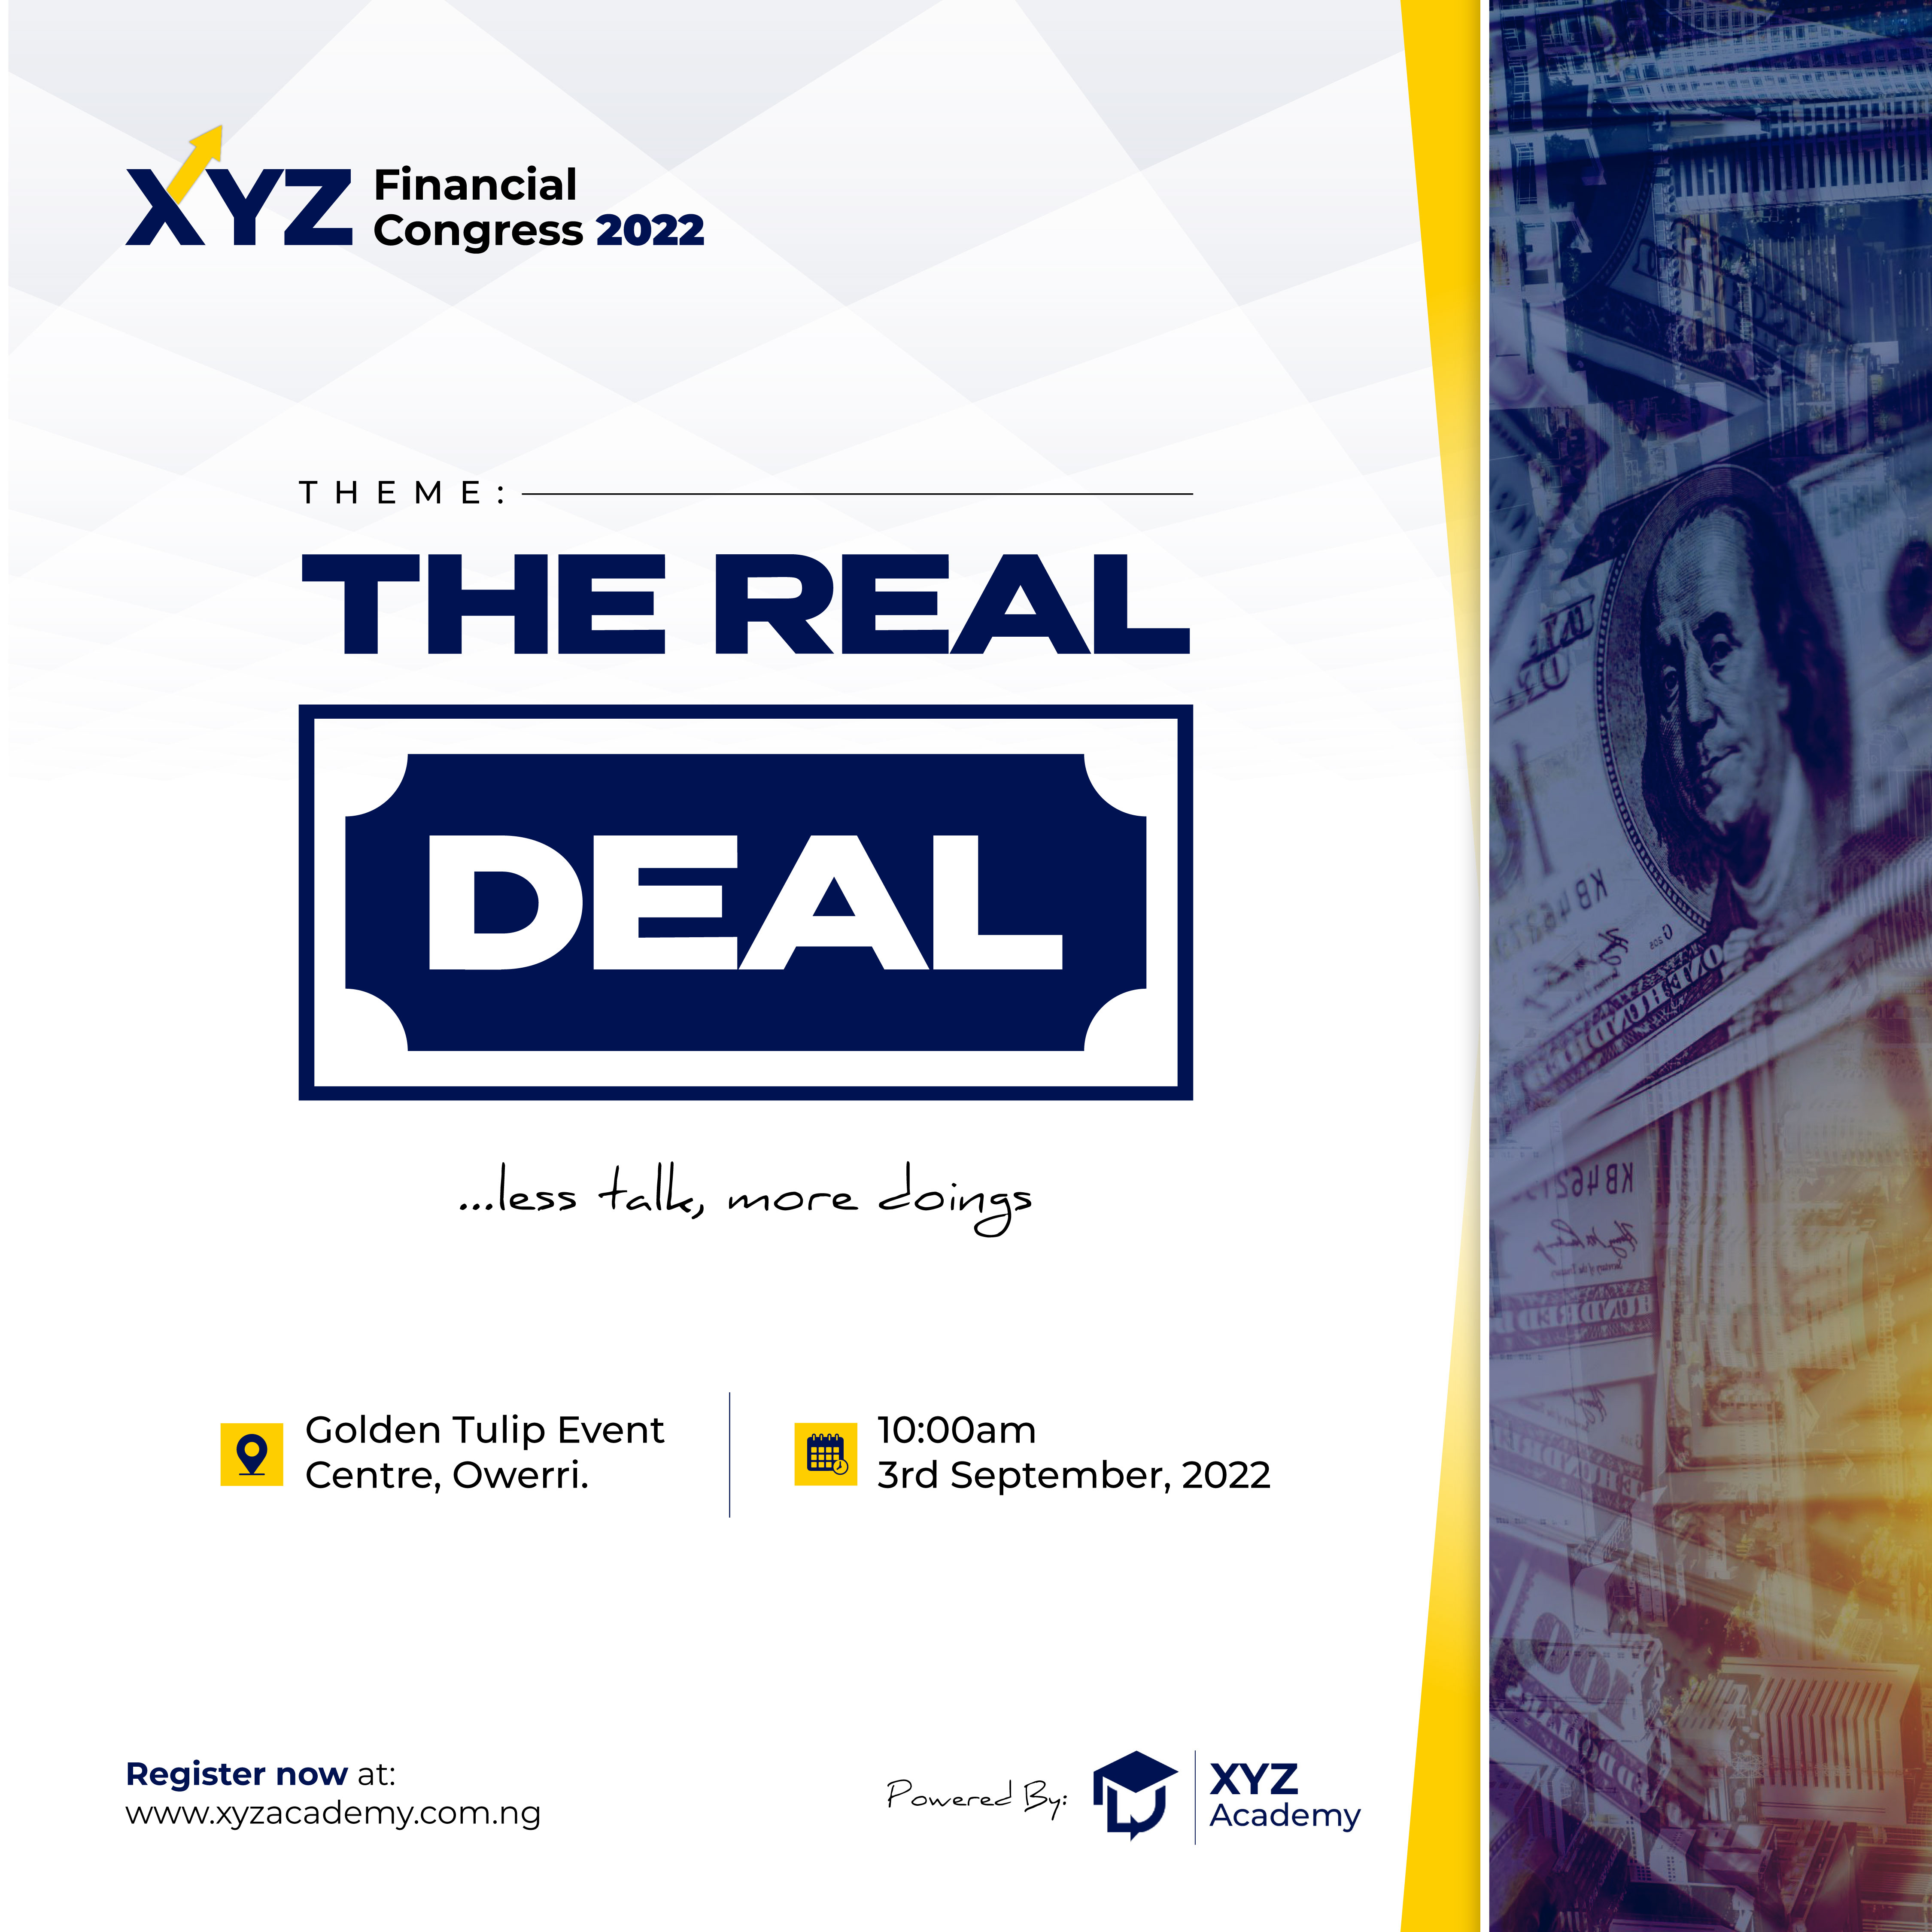 XYZ Financial
Congress 2022
THEME:
THE REAL
DEAL
...less talk, more doings
Golden Tulip Event
Centre, Owerri.
10:00am
3rd September, 2022
Register now at:
www.xyzacademy.com.ng
Powered By:
XYZ
Academy